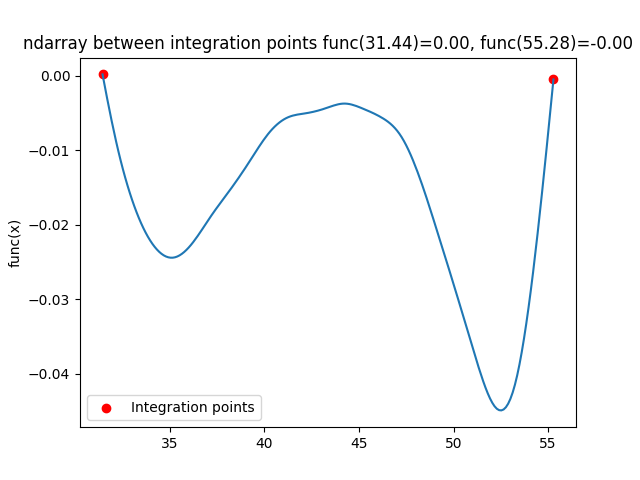 ndarray between integration points func(31.44)=0.00, func(55.28)=-0.00
0.00
−0.01
−0.02
−0.03
−0.04
func(x)
Integration points
35 40 45 50 55